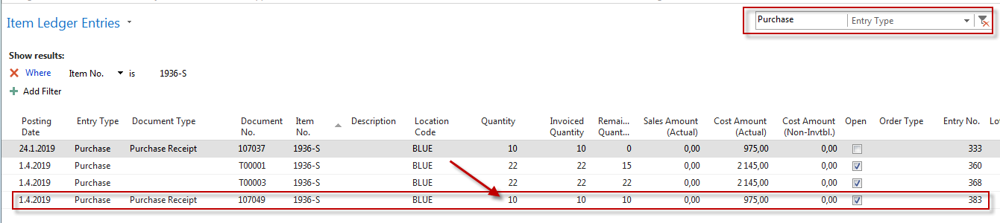 Item Ledger Entries
Purchase Entry Type
Show results:
Where Item No. is 1936-S
Add Filter
Posting Date Entry Type Document Type Document No. Item No. Description Location Code Quantity Invoiced Quantity Remai... Quant... Sales Amount (Actual) Cost Amount (Actual) Cost Amount (Non-Invtbl.) Open Order Type Entry No. Lo
24.1.2019 Purchase Purchase Receipt 107037 1936-S BLUE 10 10 0 0,00 975,00 0,00 333
1.4.2019 Purchase T00001 1936-S BLUE 22 22 15 0,00 2 145,00 0,00 360
1.4.2019 Purchase T00003 1936-S BLUE 22 22 22 0,00 2 145,00 0,00 368
1.4.2019 Purchase Purchase Receipt 107049 1936-S BLUE 10 10 10 0,00 975,00 0,00 383